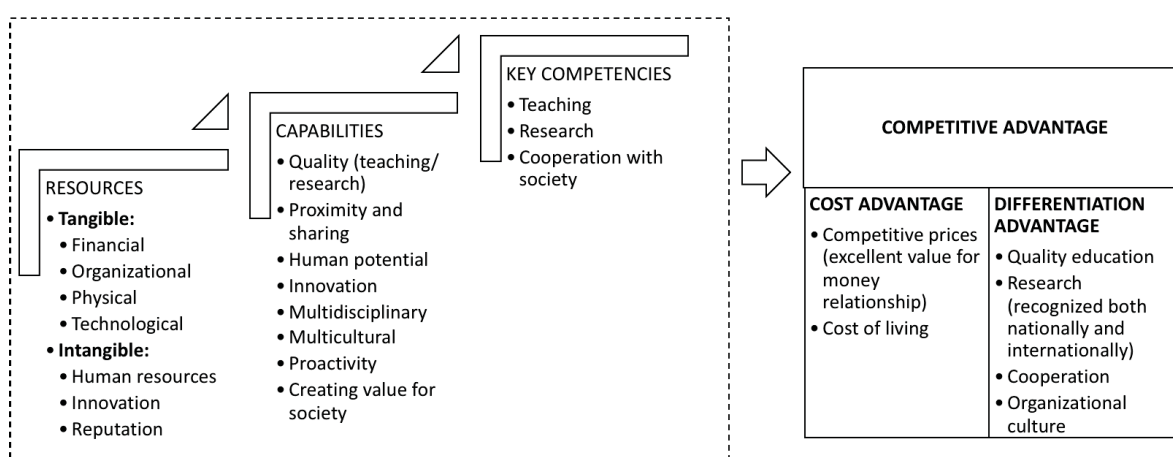 RESOURCES
• Tangible:
• Financial
• Organizational
• Physical
• Technological
• Intangible:
• Human resources
• Innovation
• Reputation
CAPABILITIES
• Quality (teaching/
research)
• Proximity and
sharing
• Human potential
• Innovation
• Multidisciplinary
• Multicultural
• Proactivity
• Creating value for
society
KEY COMPETENCIES
• Teaching
• Research
• Cooperation with
society
COMPETITIVE ADVANTAGE
COST ADVANTAGE
• Competitive prices
(excellent value for
money
relationship)
• Cost of living
DIFFERENTIATION
ADVANTAGE
• Quality education
• Research
(recognized both
nationally and
internationally)
• Cooperation
• Organizational
culture